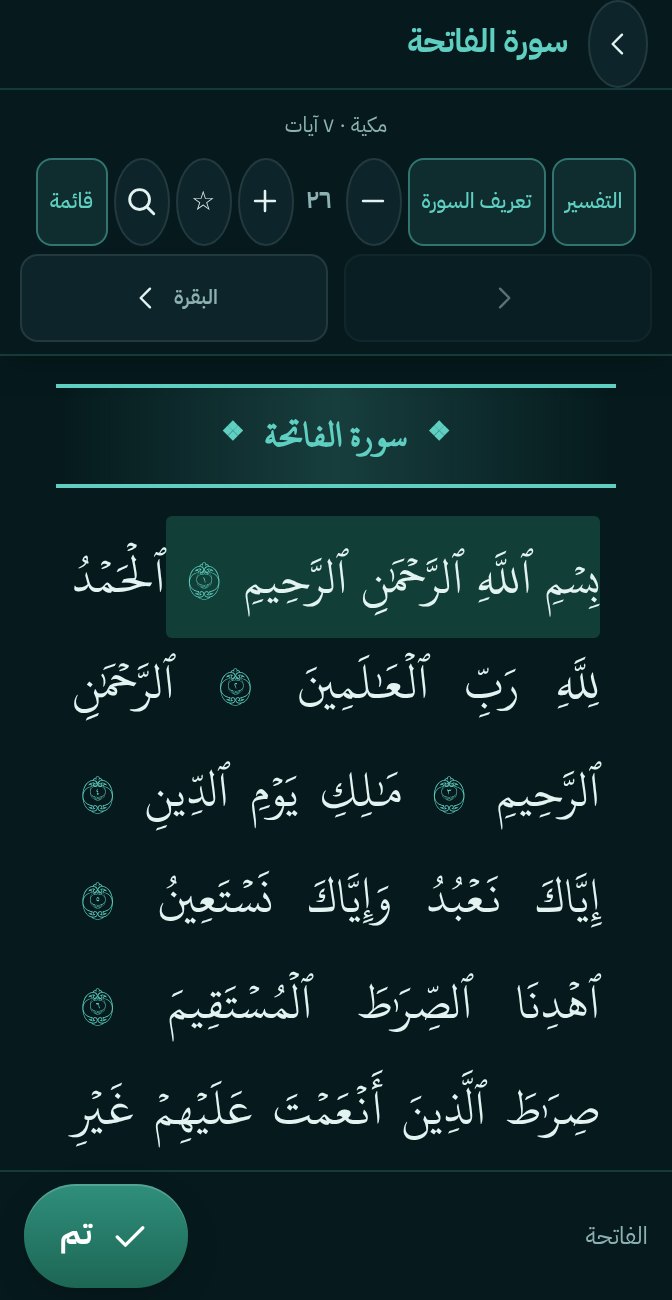 سورة الفاتحة
مكية · ٧ آيات
التفسير تعريف السورة ٢٦ قائمة
البقرة
سورة الفاتحة
بِسْمِ ٱللَّهِ ٱلرَّحْمَٰنِ ٱلرَّحِيمِ ١ ٱلْحَمْدُ
لِلَّهِ رَبِّ ٱلْعَٰلَمِينَ ٢ ٱلرَّحْمَٰنِ
ٱلرَّحِيمِ ٣ مَٰلِكِ يَوْمِ ٱلدِّينِ ٤
إِيَّاكَ نَعْبُدُ وَإِيَّاكَ نَسْتَعِينُ ٥
ٱهْدِنَا ٱلصِّرَٰطَ ٱلْمُسْتَقِيمَ ٦
صِرَٰطَ ٱلَّذِينَ أَنْعَمْتَ عَلَيْهِمْ غَيْرِ
الفاتحة
تم